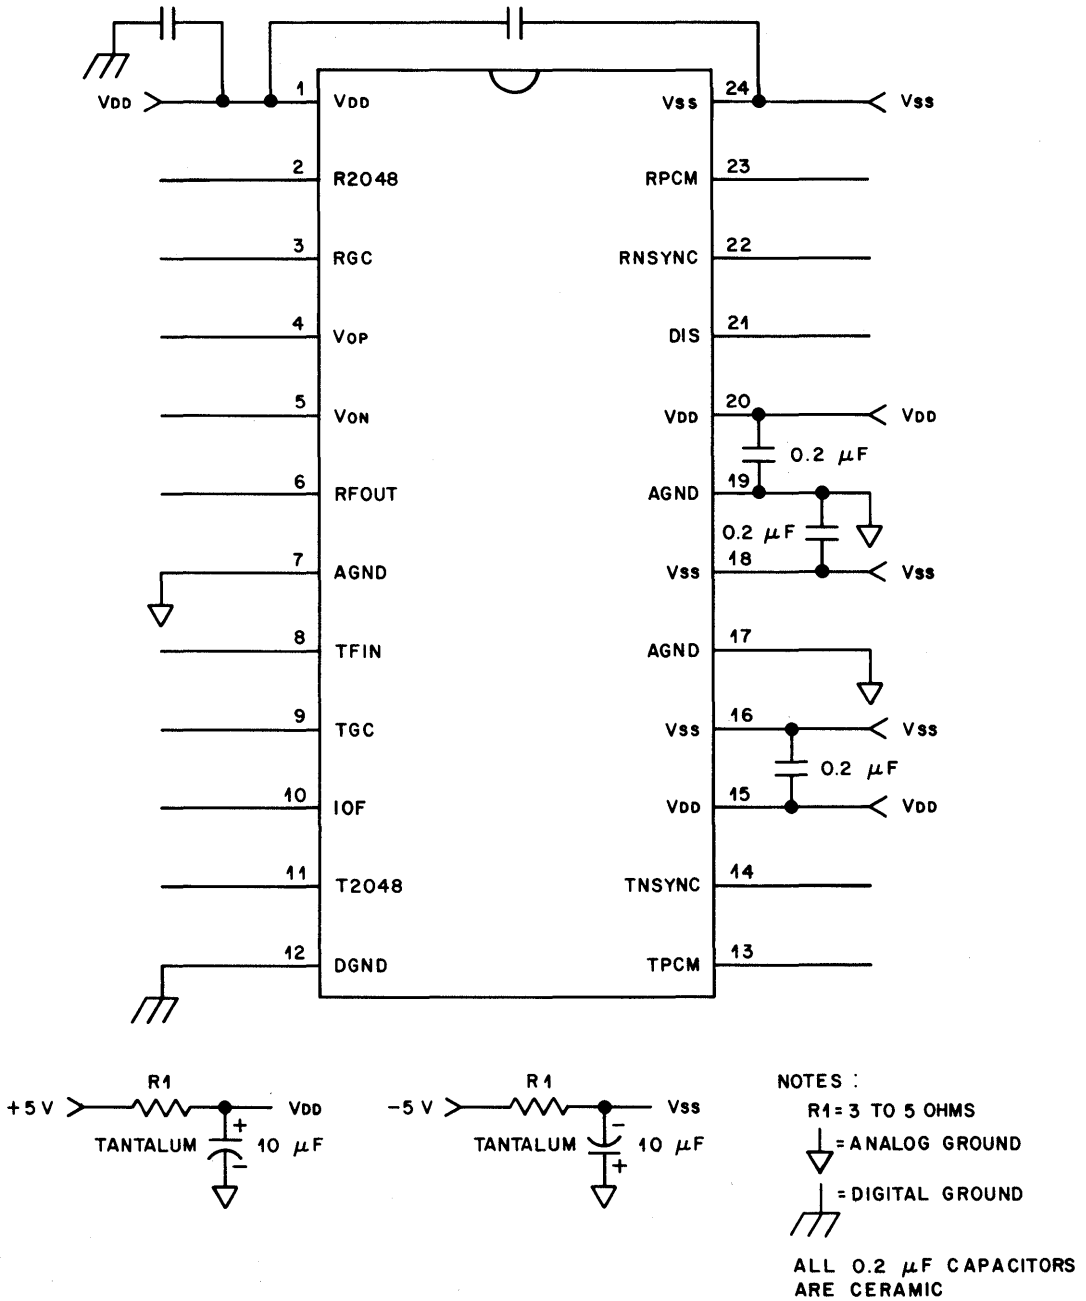 VDD
1 VDD
VSS 24
VSS
2 R2048
RPCM 23
3 RGC
RNSYNC 22
4 VOP
DIS 21
5 VON
VDD 20
VDD
0.2 μF
6 RFOUT
AGND 19
0.2 μF
7 AGND
VSS 18
VSS
8 TFIN
AGND 17
9 TGC
VSS 16
VSS
0.2 μF
10 IOF
VDD 15
VDD
11 T2048
TNSYNC 14
12 DGND
TPCM 13
+5 V
R1
VDD
TANTALUM
+
-
10 μF
-5 V
R1
VSS
TANTALUM
-
+
10 μF
NOTES :
R1= 3 TO 5 OHMS
= ANALOG GROUND
= DIGITAL GROUND
ALL 0.2 μF CAPACITORS
ARE CERAMIC